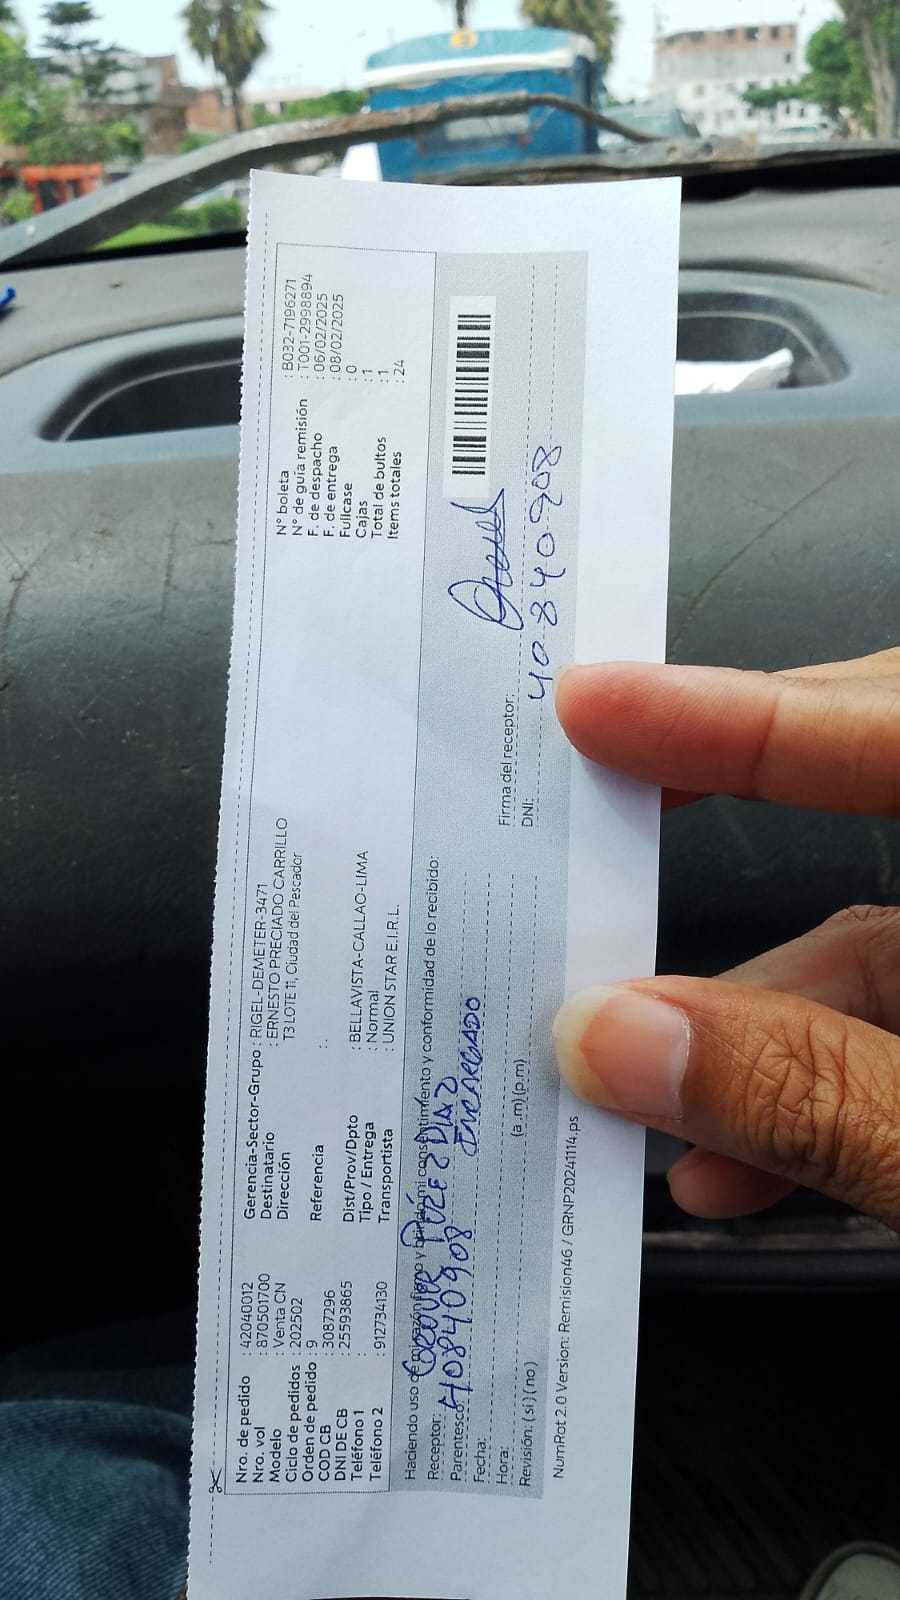 Nro. de pedido : 42040012
Nro. vol : 870501700
Modelo : Venta CN
Ciclo de pedidos : 202502
Orden de pedido : 9
COD CB : 3087296
DNI DE CB : 25593865
Teléfono 1 :
Teléfono 2 : 912734130
Gerencia-Sector-Grupo : RIGEL-DEMETER-3471
Destinatario : ERNESTO PRECIADO CARRILLO
Dirección T3 LOTE 11, Ciudad del Pescador
Referencia : .
Dist/Prov/Dpto : BELLAVISTA-CALLAO-LIMA
Tipo / Entrega : Normal
Transportista : UNION STAR E.I.R.L.
N° boleta : B032-7196271
N° de guía remisión : T001-2998894
F. de despacho : 06/02/2025
F. de entrega : 08/02/2025
Fullcase : 0
Cajas : 1
Total de bultos : 1
Items totales : 24
Haciendo uso de mi razón firmo y brindo mi consentimiento y conformidad de lo recibido:
Receptor: DIAZ
Parentesco: 40840908 ENCARGADO
Fecha:
Hora: (a.m) (p.m)
Revisión: (si) (no)
Firma del receptor:
DNI: 40840908
NumRot 2.0 Version: Remision46 / GRNP20241114.ps